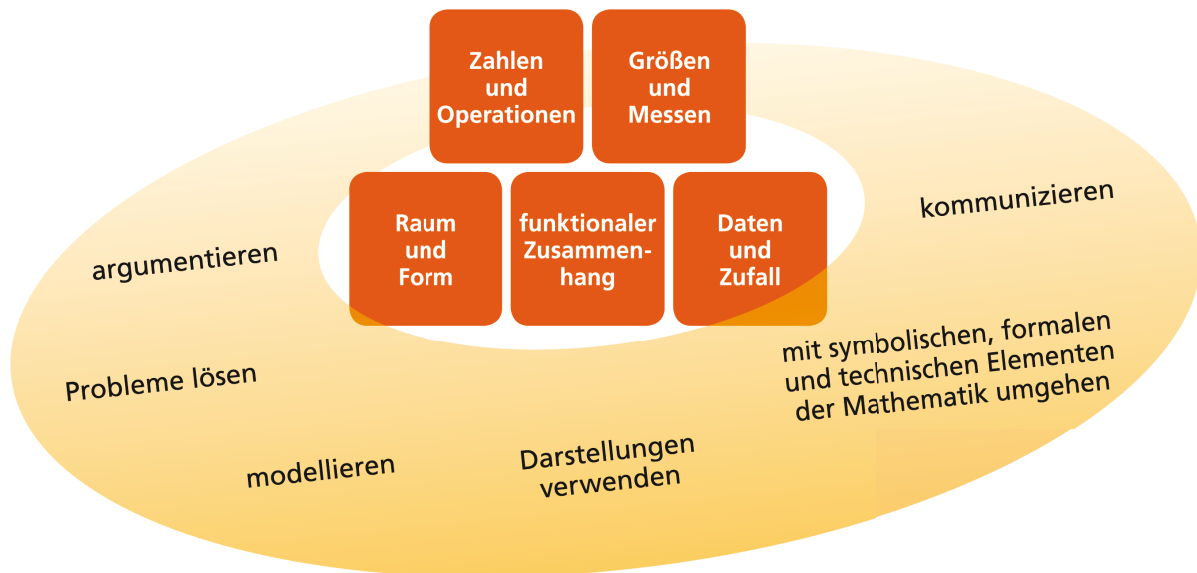 Zahlen
und
Operationen
Größen
und
Messen
Raum
und
Form
funktionaler
Zusammen-
hang
Daten
und
Zufall
argumentieren
Probleme lösen
modellieren
Darstellungen
verwenden
mit symbolischen, formalen
und technischen Elementen
der Mathematik umgehen
kommunizieren